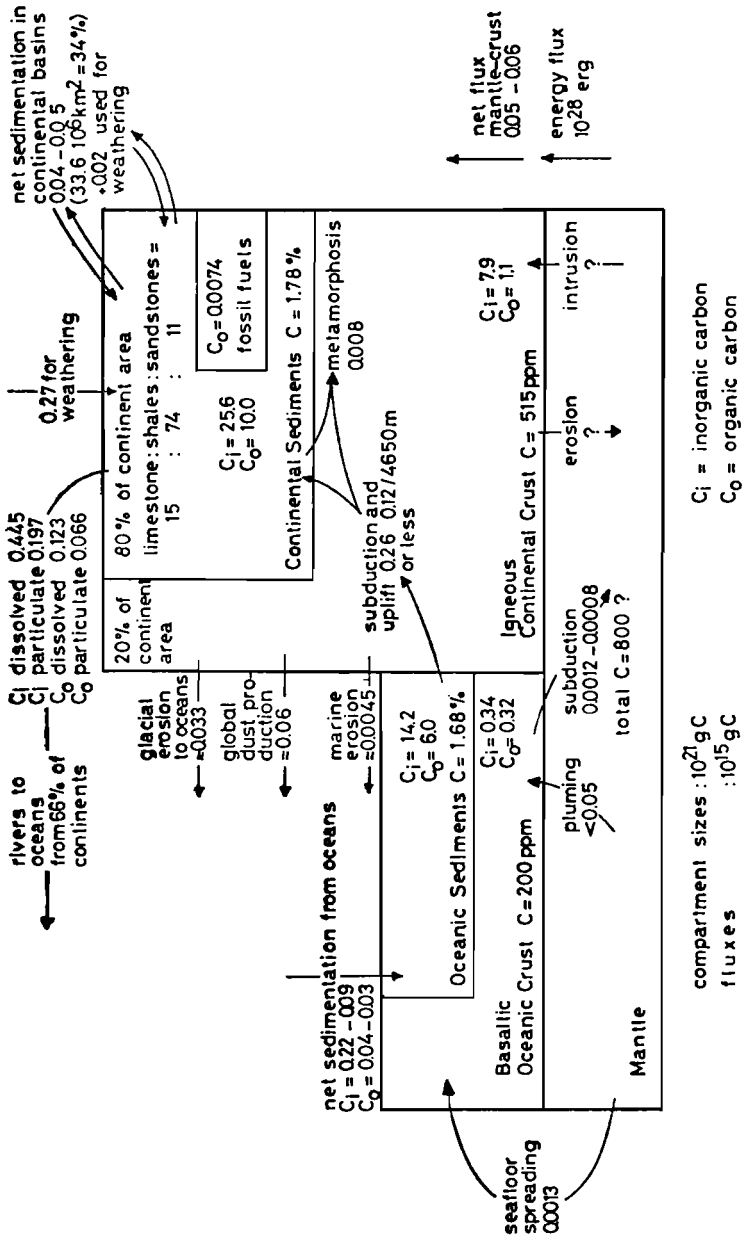 rivers to
oceans
from 66% of
continents
Ci dissolved 0.445
Ci particulate 0.197
Co dissolved 0.123
Co particulate 0.066
0.27 for
weathering
net sedimentation in
continental basins
0.04 - 0.05
(33.6 10⁶km² = 34%)
+0.02 used for
weathering
20% of
continent
area
80% of continent area
limestone: shales: sandstones =
15 : 74 : 11
Ci = 25.6
Co = 10.0
Co = 0.0074
fossil fuels
Continental Sediments C = 1.78%
glacial
erosion
to oceans
≈0.033
global
dust pro-
duction
≈0.06
marine
erosion
≈0.0045
subduction and
uplift 0.26 0.12/4650m
or less
metamorphosis
0.008
net sedimentation from oceans
Ci = 0.22 - 0.09
Co = 0.04 - 0.03
Ci = 14.2
Co = 6.0
Oceanic Sediments C = 1.68%
Ci = 0.34
Co = 0.32
Basaltic
Oceanic Crust C = 200 ppm
Ci = 7.9
Co = 1.1
Igneous
Continental Crust C = 515 ppm
net flux
mantle-crust
0.05 - 0.06
energy flux
10²⁸ erg
seafloor
spreading
0.0013
pluming
<0.05
subduction
0.0012-0.0008
erosion
?
intrusion
?
Mantle
total C = 800 ?
compartment sizes : 10²¹ gC
fluxes : 10¹⁵ gC
Ci = inorganic carbon
Co = organic carbon